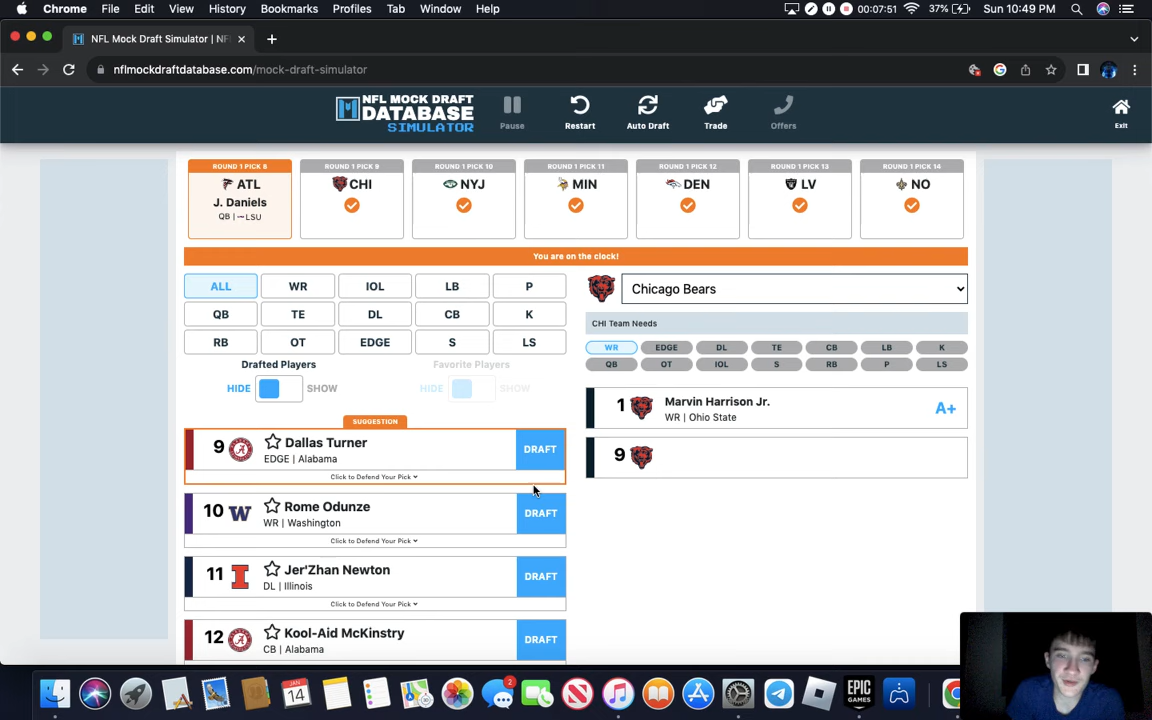 Chrome File Edit View History Bookmarks Profiles Tab Window Help 00:07:51 37% Sun 10:49 PM
NFL Mock Draft Simulator | NF
nflmockdraftdatabase.com/mock-draft-simulator
NFL MOCK DRAFT
DATABASE
SIMULATOR
Pause Restart Auto Draft Trade Offers Exit
ROUND 1 PICK 8 ROUND 1 PICK 9 ROUND 1 PICK 10 ROUND 1 PICK 11 ROUND 1 PICK 12 ROUND 1 PICK 13 ROUND 1 PICK 14
ATL CHI NYJ MIN DEN LV NO
J. Daniels
QB | LSU
You are on the clock!
ALL WR IOL LB P
QB TE DL CB K
RB OT EDGE S LS
Drafted Players Favorite Players
HIDE SHOW HIDE SHOW
SUGGESTION
9 Dallas Turner DRAFT
EDGE | Alabama
Click to Defend Your Pick
10 W Rome Odunze DRAFT
WR | Washington
Click to Defend Your Pick
11 I Jer'Zhan Newton DRAFT
DL | Illinois
Click to Defend Your Pick
12 Kool-Aid McKinstry DRAFT
CB | Alabama
Chicago Bears
CHI Team Needs
WR EDGE DL TE CB LB K
QB OT IOL S RB P LS
1 Marvin Harrison Jr. A+
WR | Ohio State
9
JAN
14
2
EPIC
GAMES